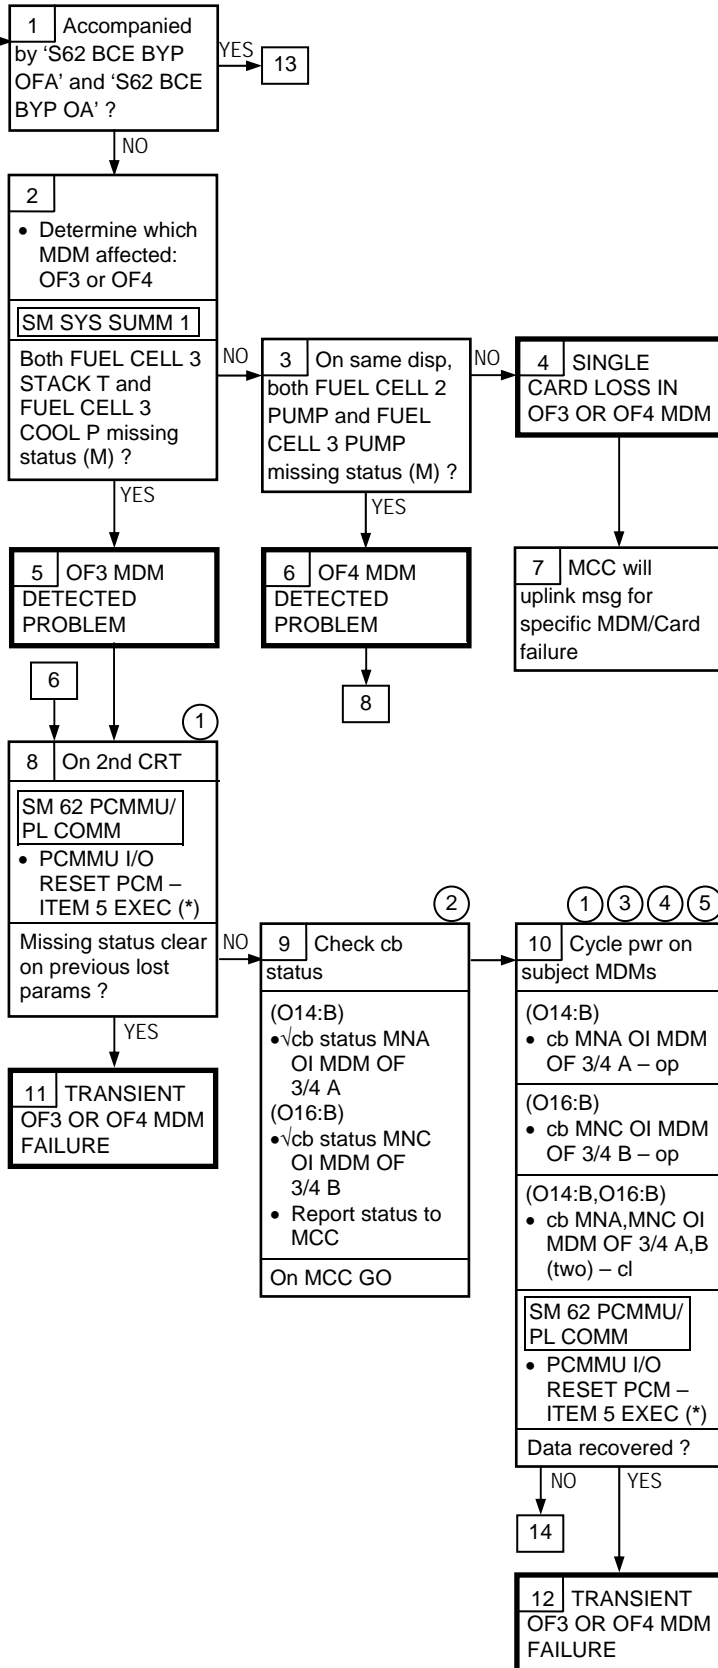 1 Accompanied
by ‘S62 BCE BYP
OFA’ and ‘S62 BCE
BYP OA’ ?
YES
13
NO
2
• Determine which
MDM affected:
OF3 or OF4
SM SYS SUMM 1
Both FUEL CELL 3
STACK T and
FUEL CELL 3
COOL P missing
status (M) ?
NO
3 On same disp,
both FUEL CELL 2
PUMP and FUEL
CELL 3 PUMP
missing status (M) ?
NO
4 SINGLE
CARD LOSS IN
OF3 OR OF4 MDM
YES
YES
5 OF3 MDM
DETECTED
PROBLEM
6 OF4 MDM
DETECTED
PROBLEM
7 MCC will
uplink msg for
specific MDM/Card
failure
6
8
1
8 On 2nd CRT
SM 62 PCMMU/
PL COMM
• PCMMU I/O
RESET PCM –
ITEM 5 EXEC (*)
Missing status clear
on previous lost
params ?
NO
YES
11 TRANSIENT
OF3 OR OF4 MDM
FAILURE
2
9 Check cb
status
(O14:B)
•√cb status MNA
OI MDM OF
3/4 A
(O16:B)
•√cb status MNC
OI MDM OF
3/4 B
• Report status to
MCC
On MCC GO
1 3 4 5
10 Cycle pwr on
subject MDMs
(O14:B)
• cb MNA OI MDM
OF 3/4 A – op
(O16:B)
• cb MNC OI MDM
OF 3/4 B – op
(O14:B,O16:B)
• cb MNA,MNC OI
MDM OF 3/4 A,B
(two) – cl
SM 62 PCMMU/
PL COMM
• PCMMU I/O
RESET PCM –
ITEM 5 EXEC (*)
Data recovered ?
NO YES
14
12 TRANSIENT
OF3 OR OF4 MDM
FAILURE